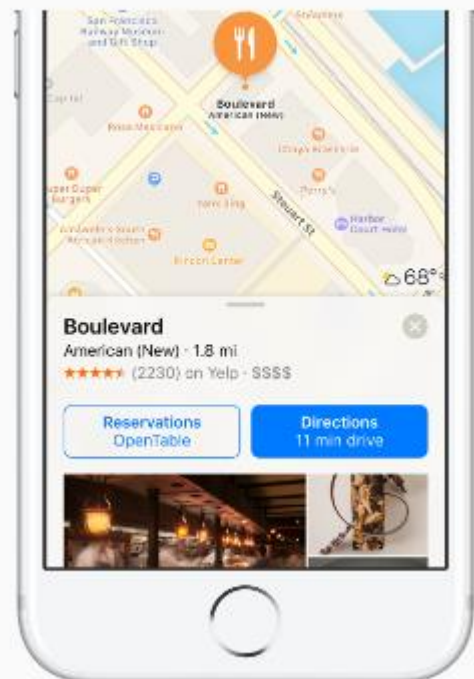 San Francisco
Railway Museum
and Gift Shop
Boulevard
American (New)
Rosa Mexicano
Super Duper
Burgers
Yank Sing
Perry's
Steuart St
Harbor
Court Hotel
Rincon Center
68°
Boulevard
American (New) · 1.8 mi
(2230) on Yelp · $$$$
Reservations
OpenTable
Directions
11 min drive